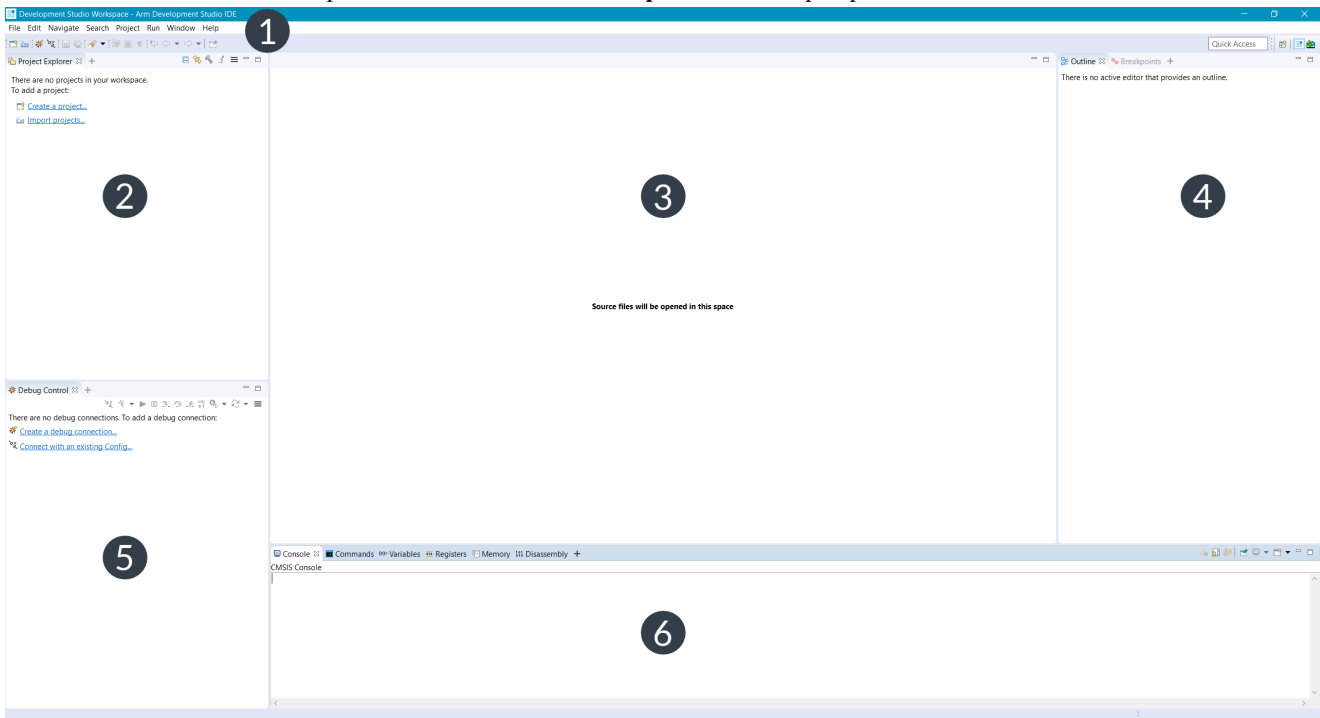 Development Studio Workspace - Arm Development Studio IDE
File Edit Navigate Search Project Run Window Help
1
Quick Access
Project Explorer
Outline Breakpoints
There are no projects in your workspace.
To add a project:
There is no active editor that provides an outline.
Create a project...
Import projects...
2
3
4
Source files will be opened in this space
Debug Control
There are no debug connections. To add a debug connection:
Create a debug connection...
Connect with an existing Config...
5
Console Commands Variables Registers Memory Disassembly
CMSIS Console
6